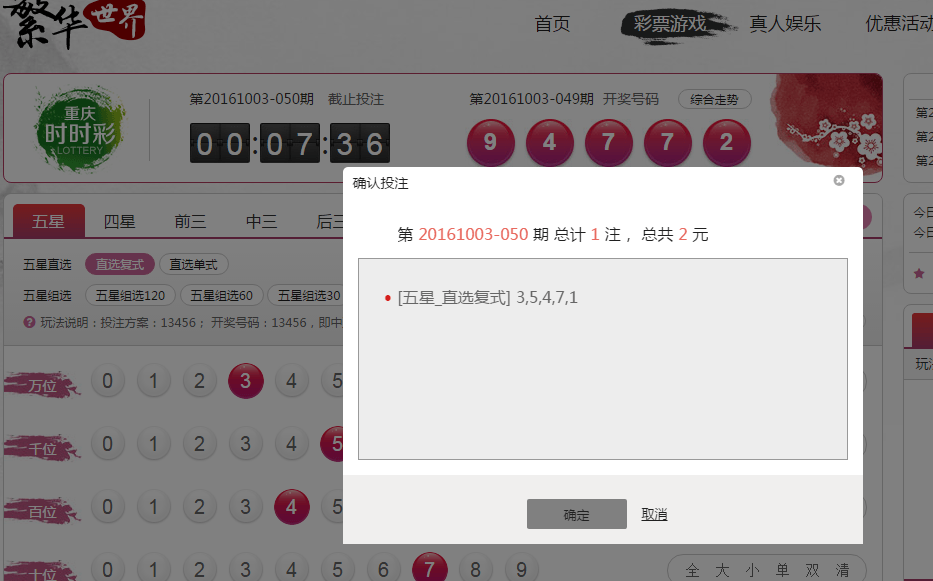 繁华世界
首页 彩票游戏 真人娱乐 优惠活动
重庆
时时彩
LOTTERY
第20161003-050期 截止投注
00:07:36
第20161003-049期 开奖号码 综合走势
9 4 7 7 2
第2
第2
第2
确认投注
第 20161003-050 期 总计 1 注， 总共 2 元
[五星_直选复式] 3,5,4,7,1
确定 取消
五星 四星 前三 中三 后三
五星直选 直选复式 直选单式
五星组选 五星组选120 五星组选60 五星组选30
玩法说明：投注方案：13456； 开奖号码：13456，即中
万位 0 1 2 3 4 5
千位 0 1 2 3 4 5
百位 0 1 2 3 4 5
十位 0 1 2 3 4 5 6 7 8 9
全 大 小 单 双 清
今日
今日
玩法